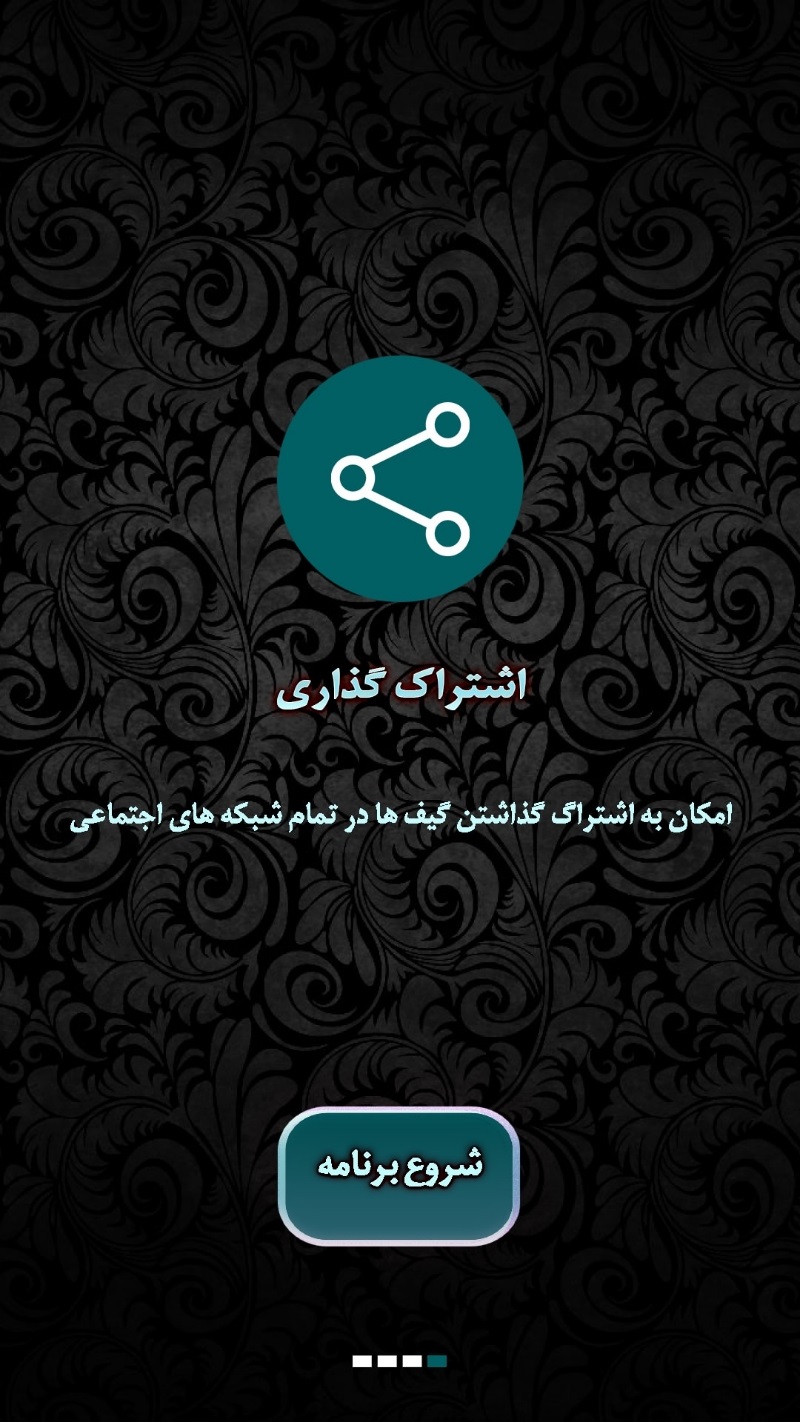 اشتراک گذاری
امکان به اشتراگ گذاشتن گیف ها در تمام شبکه های اجتماعی
شروع برنامه